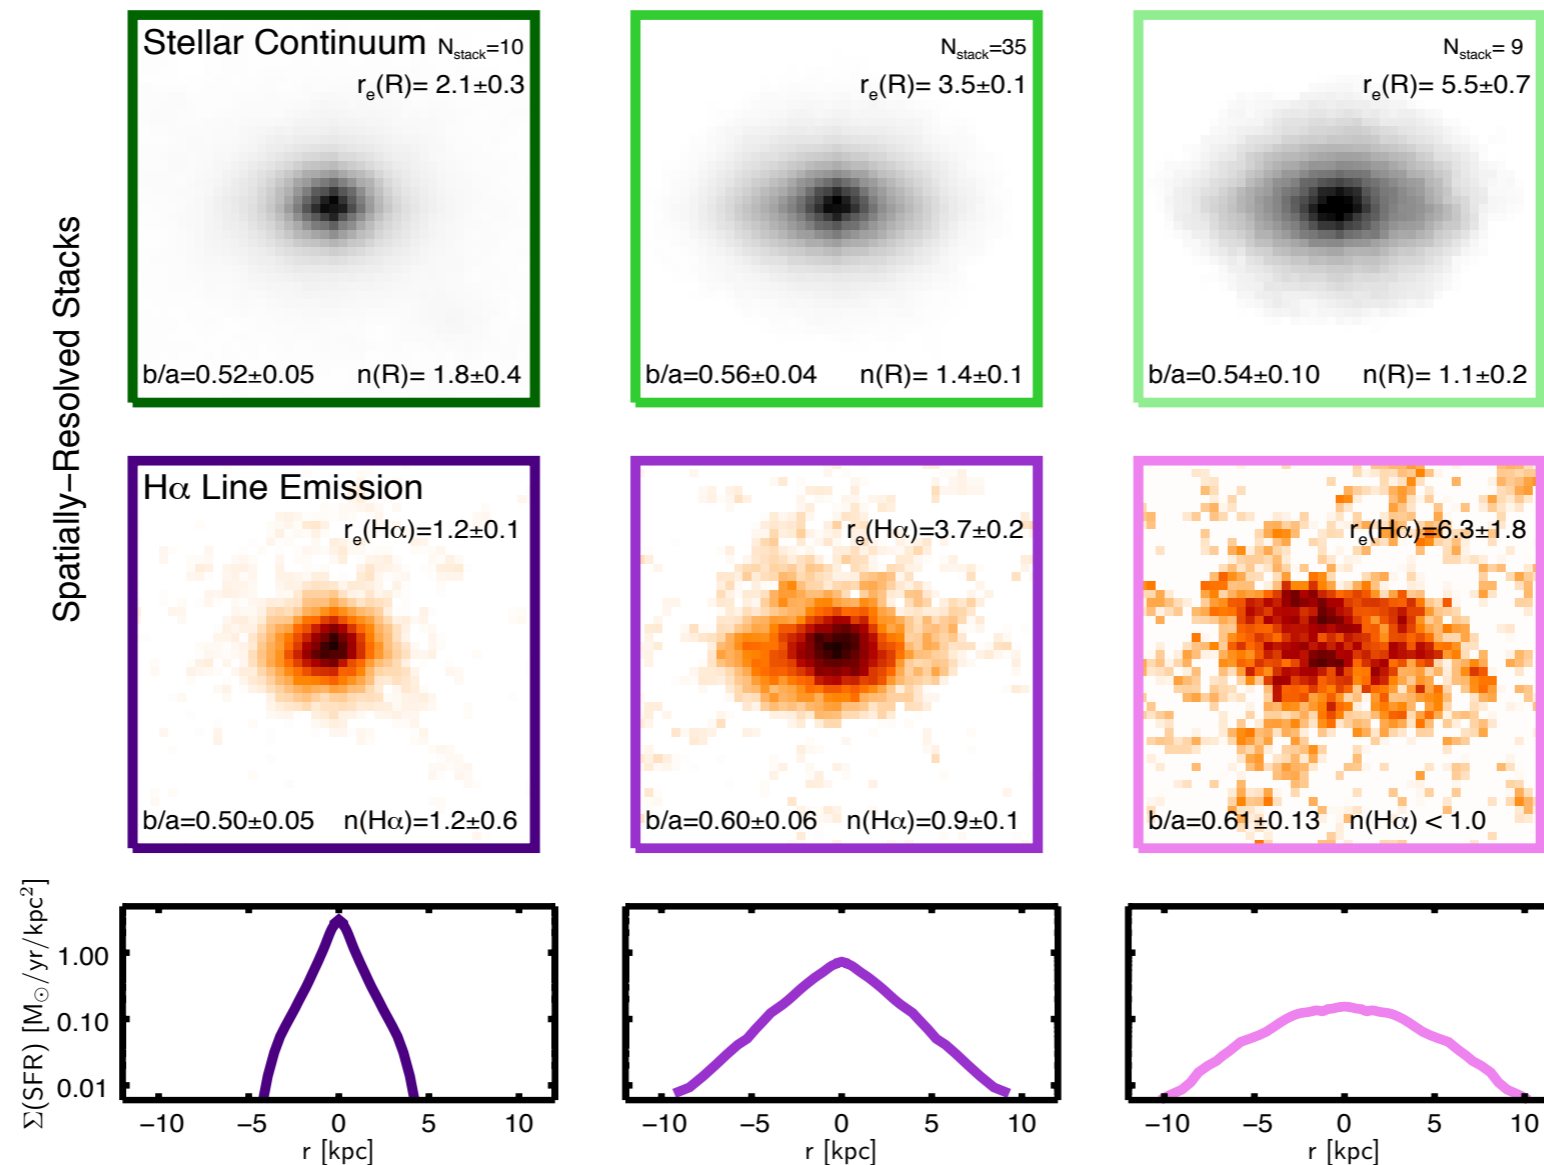 Spatially-Resolved Stacks
Stellar Continuum N_stack=10
r_e(R)= 2.1±0.3
b/a=0.52±0.05 n(R)= 1.8±0.4
N_stack=35
r_e(R)= 3.5±0.1
b/a=0.56±0.04 n(R)= 1.4±0.1
N_stack= 9
r_e(R)= 5.5±0.7
b/a=0.54±0.10 n(R)= 1.1±0.2
Hα Line Emission
r_e(Hα)=1.2±0.1
b/a=0.50±0.05 n(Hα)=1.2±0.6
r_e(Hα)=3.7±0.2
b/a=0.60±0.06 n(Hα)=0.9±0.1
r_e(Hα)=6.3±1.8
b/a=0.61±0.13 n(Hα) < 1.0
Σ(SFR) [M⊙/yr/kpc²]
1.00
0.10
0.01
−10 −5 0 5 10
r [kpc]
−10 −5 0 5 10
r [kpc]
−10 −5 0 5 10
r [kpc]